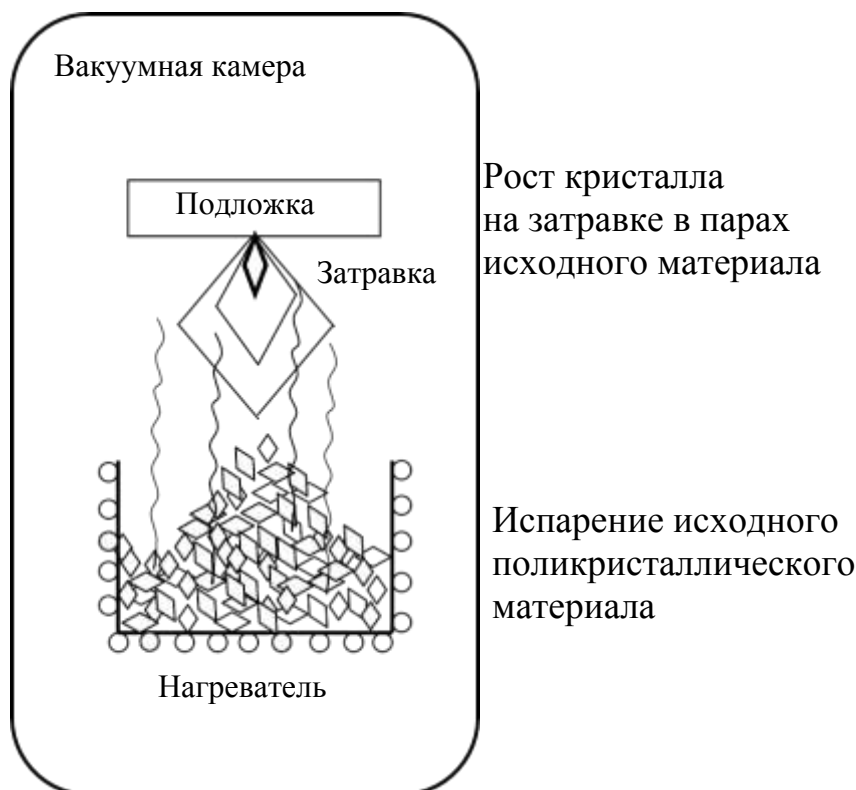 Вакуумная камера
Подложка
Затравка
Рост кристалла
на затравке в парах
исходного материала
Испарение исходного
поликристаллического
материала
Нагреватель